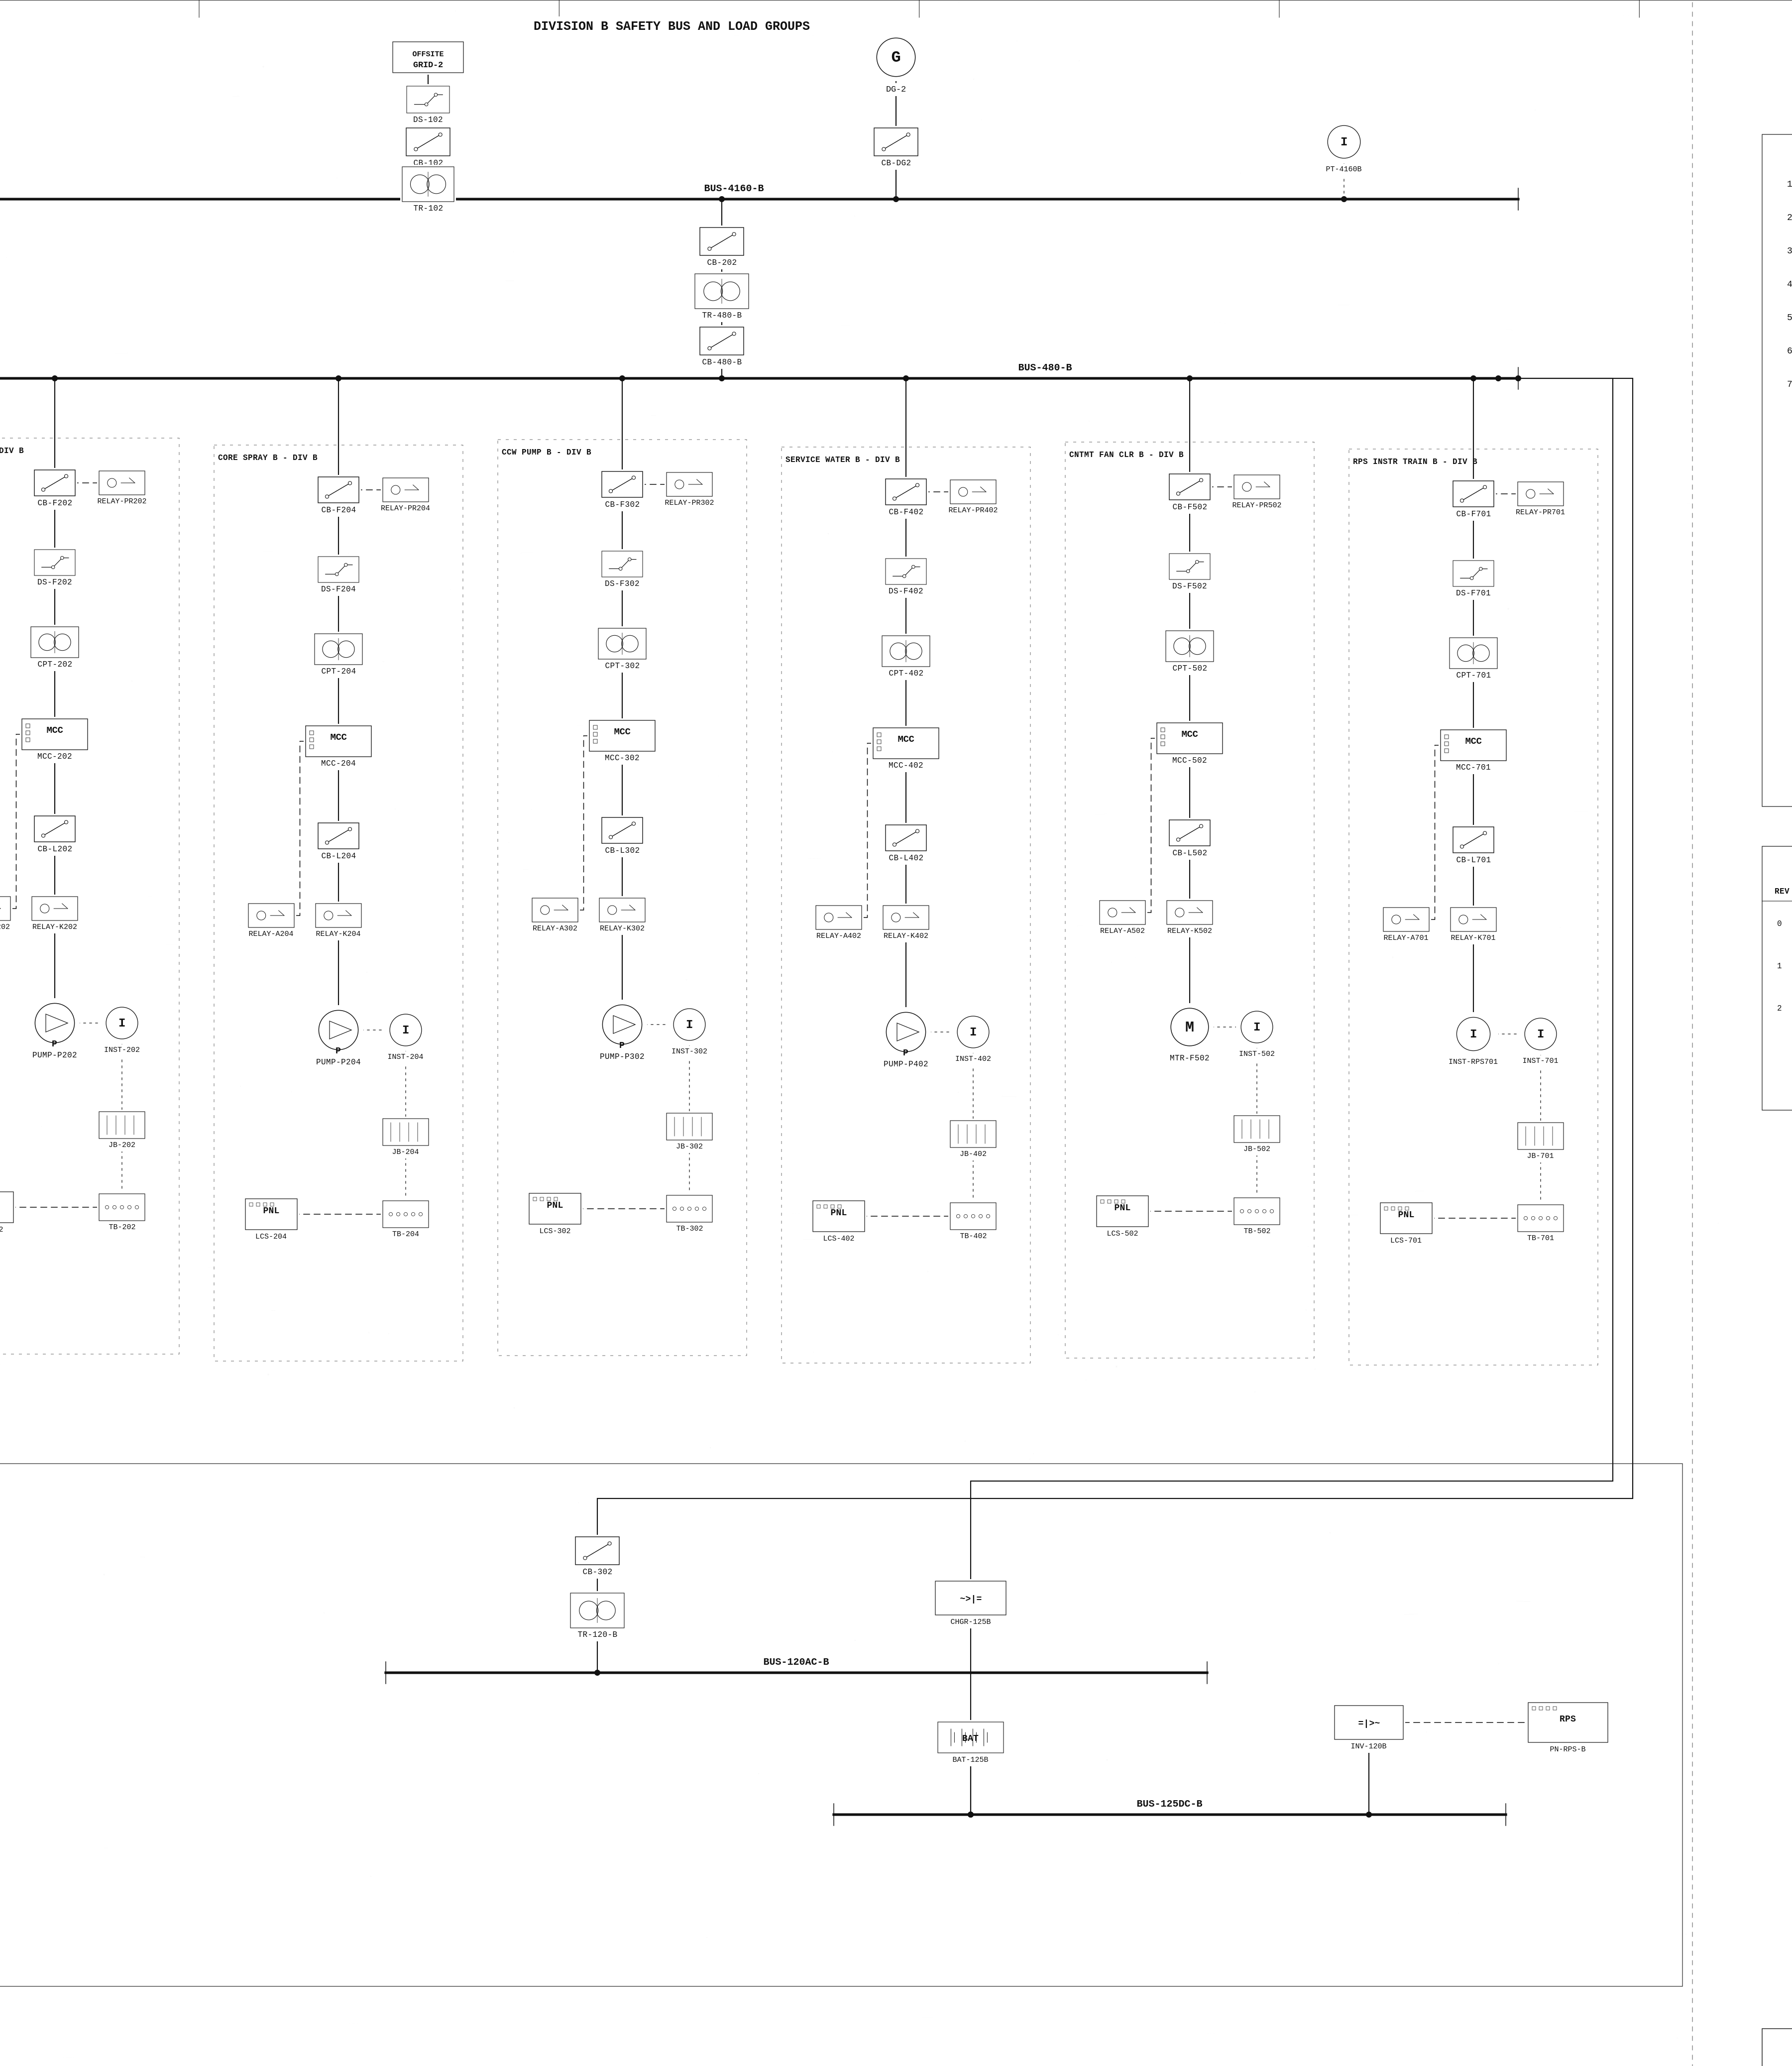 DIVISION B SAFETY BUS AND LOAD GROUPS
OFFSITE
GRID-2
DS-102
CB-102
TR-102
G
DG-2
CB-DG2
I
PT-4160B
BUS-4160-B
CB-202
TR-480-B
CB-480-B
BUS-480-B
DIV B
CB-F202
RELAY-PR202
DS-F202
CPT-202
MCC
MCC-202
CB-L202
202
RELAY-K202
P
PUMP-P202
I
INST-202
JB-202
2
TB-202
CORE SPRAY B - DIV B
CB-F204
RELAY-PR204
DS-F204
CPT-204
MCC
MCC-204
CB-L204
RELAY-A204
RELAY-K204
P
PUMP-P204
I
INST-204
JB-204
PNL
LCS-204
TB-204
CCW PUMP B - DIV B
CB-F302
RELAY-PR302
DS-F302
CPT-302
MCC
MCC-302
CB-L302
RELAY-A302
RELAY-K302
P
PUMP-P302
I
INST-302
JB-302
PNL
LCS-302
TB-302
SERVICE WATER B - DIV B
CB-F402
RELAY-PR402
DS-F402
CPT-402
MCC
MCC-402
CB-L402
RELAY-A402
RELAY-K402
P
PUMP-P402
I
INST-402
JB-402
PNL
LCS-402
TB-402
CNTMT FAN CLR B - DIV B
CB-F502
RELAY-PR502
DS-F502
CPT-502
MCC
MCC-502
CB-L502
RELAY-A502
RELAY-K502
M
MTR-F502
I
INST-502
JB-502
PNL
LCS-502
TB-502
RPS INSTR TRAIN B - DIV B
CB-F701
RELAY-PR701
DS-F701
CPT-701
MCC
MCC-701
CB-L701
RELAY-A701
RELAY-K701
I
INST-RPS701
I
INST-701
JB-701
PNL
LCS-701
TB-701
CB-302
TR-120-B
BUS-120AC-B
~>|=
CHGR-125B
BAT
BAT-125B
=|>~
INV-120B
RPS
PN-RPS-B
BUS-125DC-B
1
2
3
4
5
6
7
REV
0
1
2